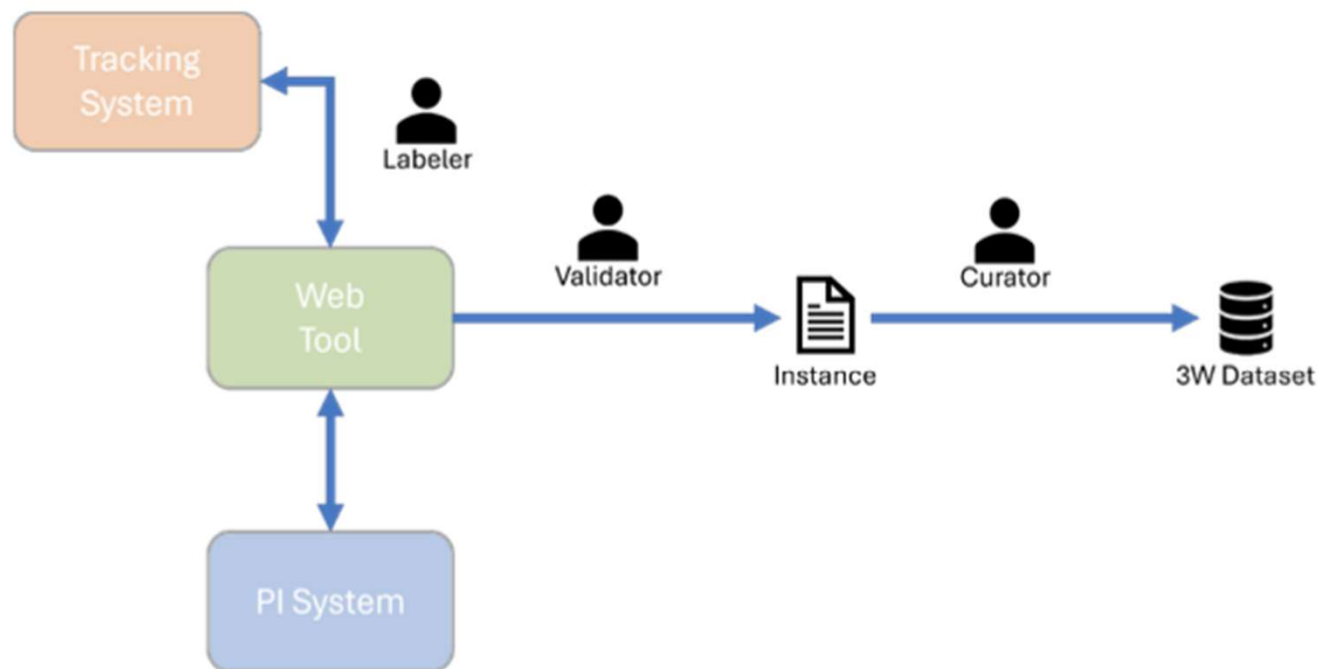 Tracking
System
Labeler
Validator
Curator
Web
Tool
Instance
3W Dataset
PI System